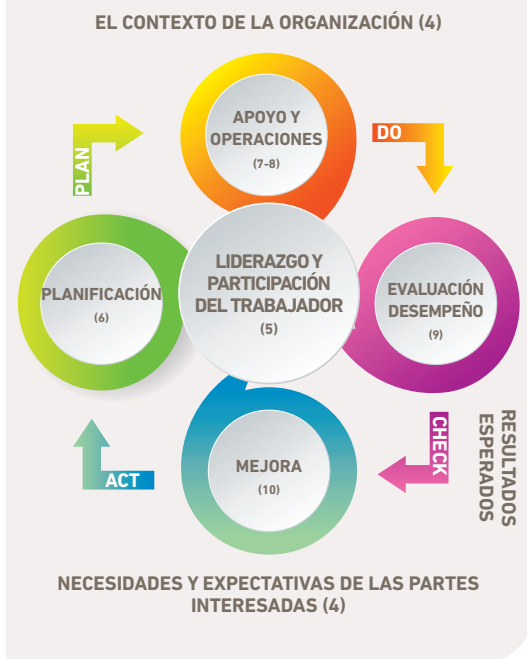 EL CONTEXTO DE LA ORGANIZACIÓN (4)
APOYO Y
OPERACIONES
(7-8)
PLAN
DO
PLANIFICACIÓN
(6)
LIDERAZGO Y
PARTICIPACIÓN
DEL TRABAJADOR
(5)
EVALUACIÓN
DESEMPEÑO
(9)
ACT
MEJORA
(10)
CHECK
RESULTADOS
ESPERADOS
NECESIDADES Y EXPECTATIVAS DE LAS PARTES
INTERESADAS (4)